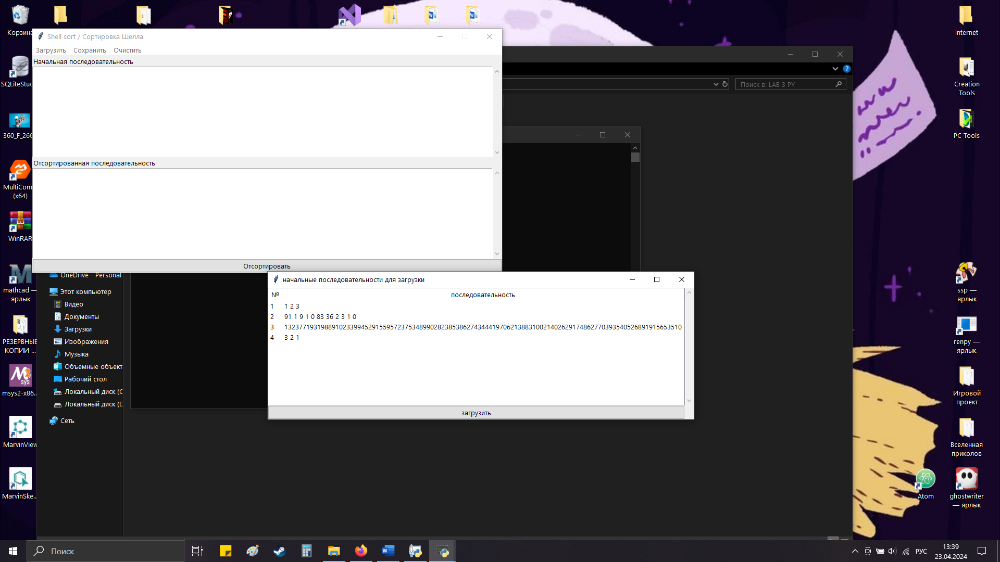 Корзина
SQLiteStuc
360_F_266
MultiCom
(x64)
WinRAR
mathcad —
ярлык
РЕЗЕРВНЫЕ
КОПИИ ...
msys2-x86...
MarvinView
MarvinSke...
Shell sort / Сортировка Шелла
Загрузить Сохранить Очистить
Начальная последовательность
Отсортированная последовательность
Отсортировать
Поиск в: LAB 3 PY
OneDrive - Personal
Этот компьютер
Видео
Документы
Загрузки
Изображения
Музыка
Объемные объект
Рабочий стол
Локальный диск (C
Локальный диск (D
Сеть
начальные последовательности для загрузки
№ последовательность
1 1 2 3
2 91 1 9 1 0 83 36 2 3 1 0
3 132377193198891023399452915595723753489902823853862743444197062138831002140262917486277039354052689191565351 0
4 3 2 1
загрузить
Internet
Creation
Tools
PC Tools
ssp —
ярлык
renpy —
ярлык
Игровой
проект
Вселенная
приколов
Atom
ghostwriter
— ярлык
Поиск
РУС
13:39
23.04.2024